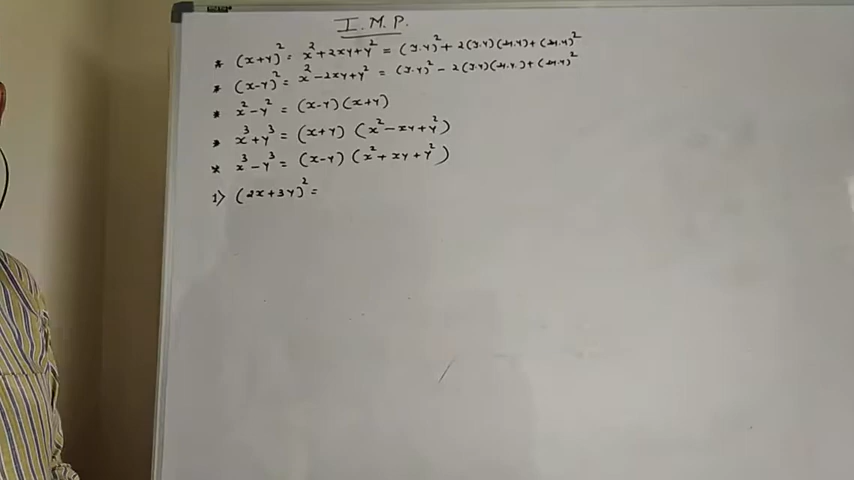 I.M.P.
* (x+y)² = x²+2xy+y² =
* (x-y)² = x²-2xy+y² =
* x²-y² = (x-y) (x+y)
* x³+y³ = (x+y) (x²-xy+y²)
* x³-y³ = (x-y) (x²+xy+y²)
1> (2x+3y)² =